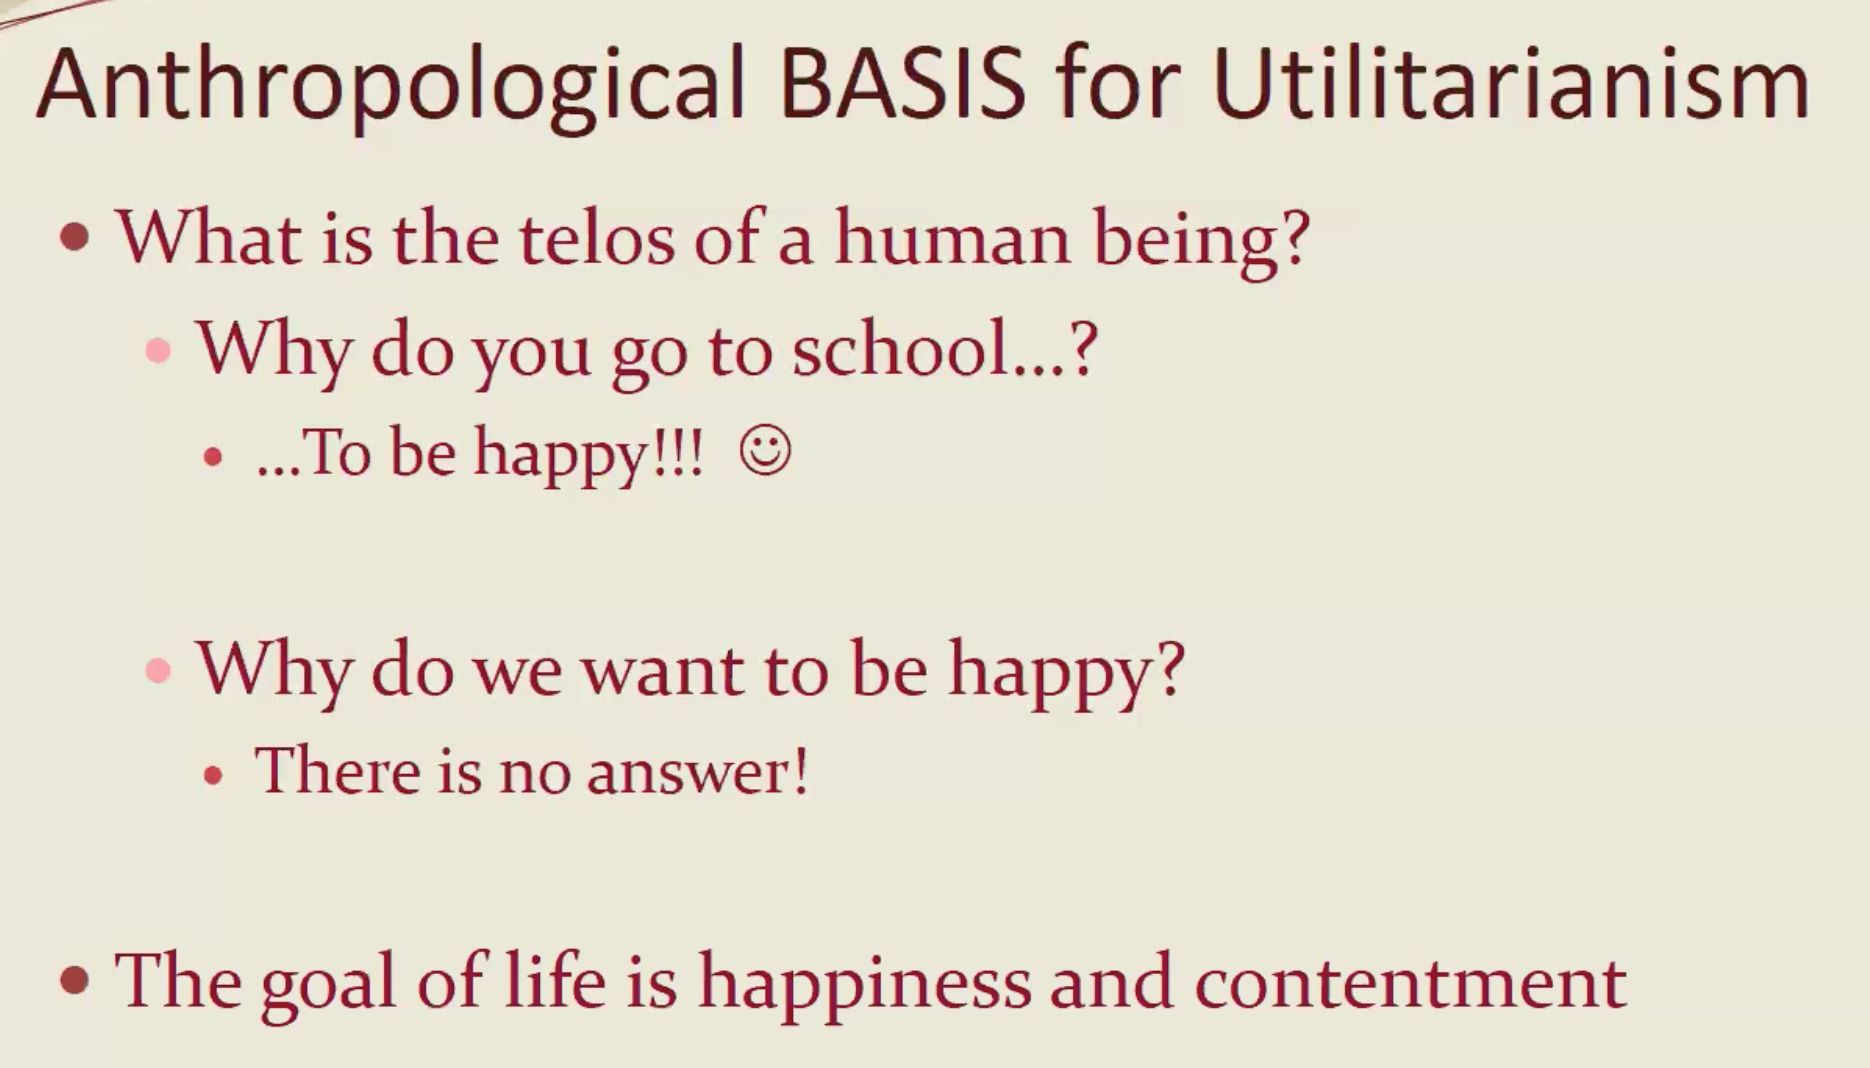 Anthropological BASIS for Utilitarianism
What is the telos of a human being?
Why do you go to school...?
...To be happy!!! ☺
Why do we want to be happy?
There is no answer!
The goal of life is happiness and contentment